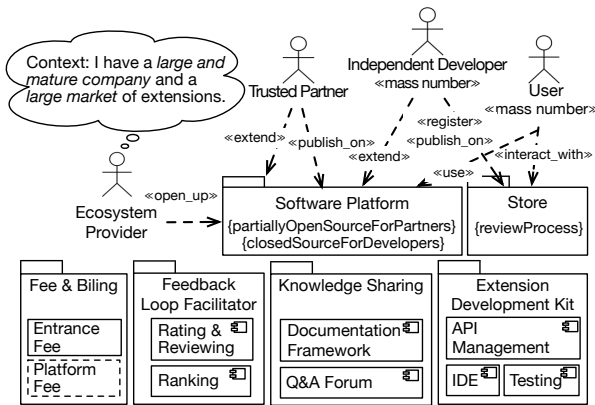 Context: I have a large and
mature company and a
large market of extensions.
Trusted Partner
Independent Developer
«mass number»
User
«mass number»
«extend»
«publish_on»
«extend»
«register»
«publish_on»
«use»
«interact_with»
Ecosystem
Provider
«open_up»
Software Platform
{partiallyOpenSourceForPartners}
{closedSourceForDevelopers}
Store
{reviewProcess}
Fee & Biling
Entrance
Fee
Platform
Fee
Feedback
Loop Facilitator
Rating &
Reviewing
Ranking
Knowledge Sharing
Documentation
Framework
Q&A Forum
Extension
Development Kit
API
Management
IDE
Testing